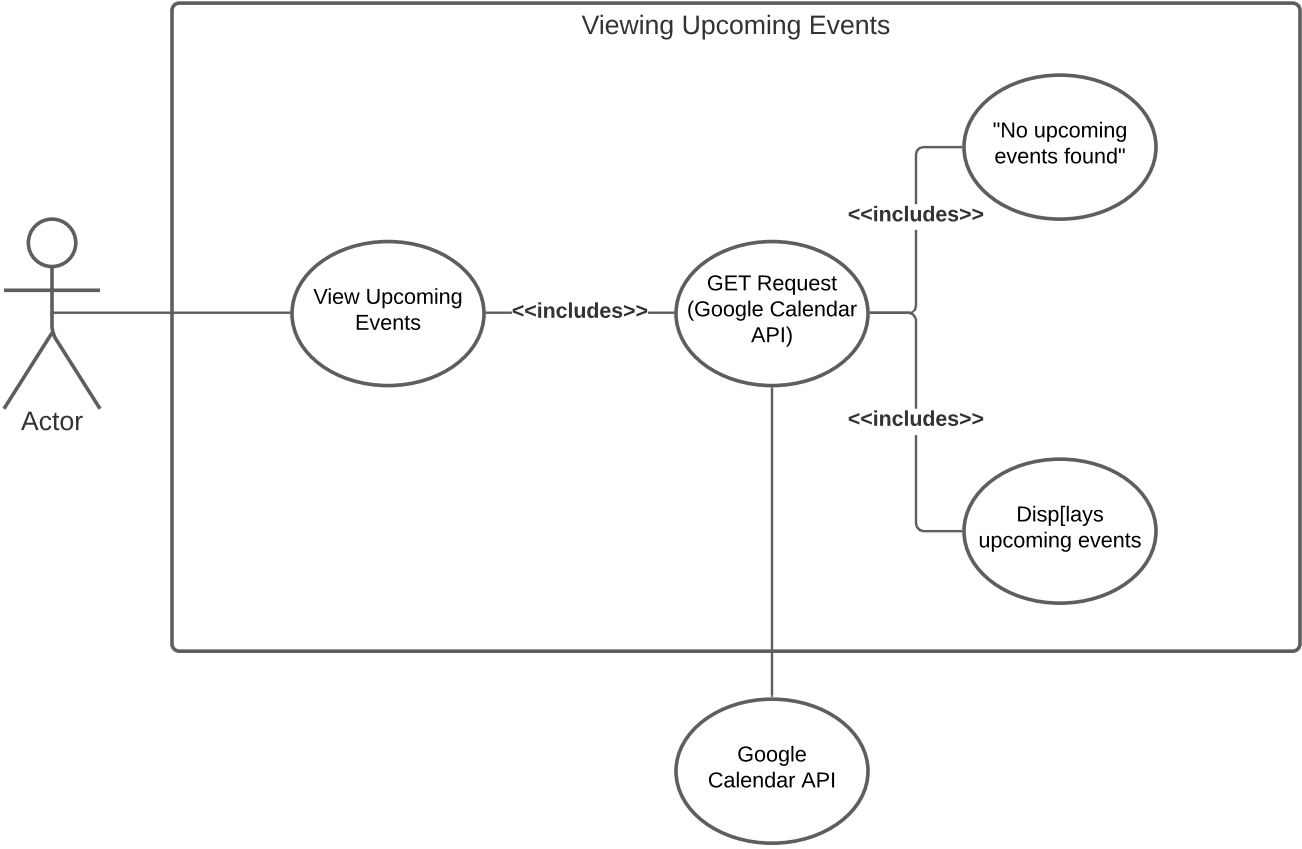 Viewing Upcoming Events
"No upcoming
events found"
<<includes>>
View Upcoming
Events
<<includes>>
GET Request
(Google Calendar
API)
Actor
<<includes>>
Disp[lays
upcoming events
Google
Calendar API